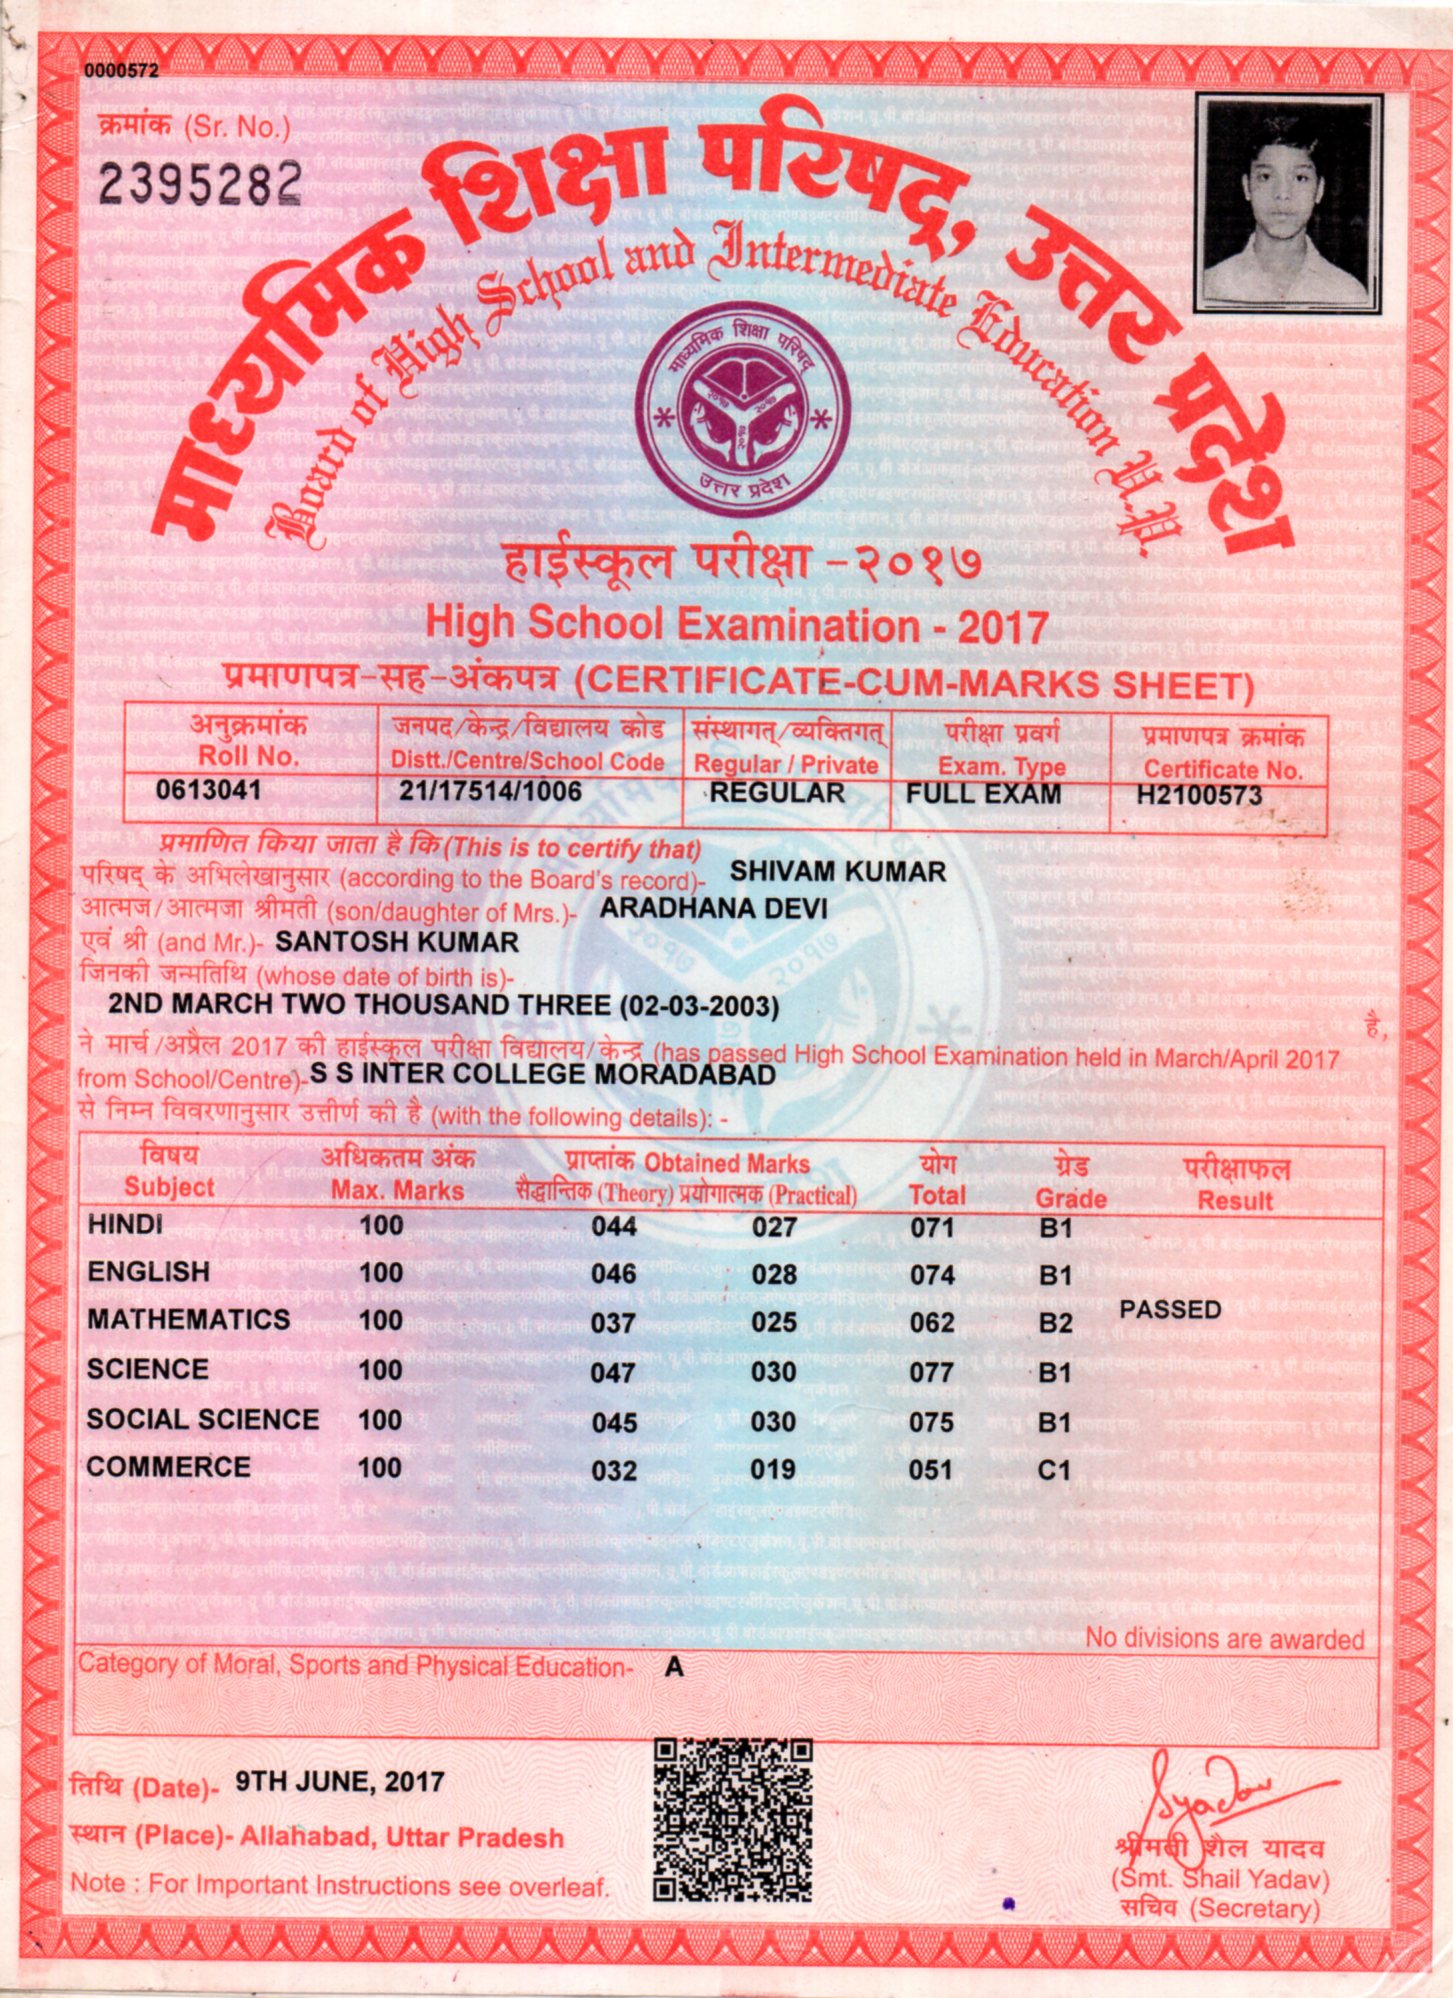 0000572
क्रमांक (Sr. No.)
2395282
माध्यमिक शिक्षा परिषद्, उत्तर प्रदेश
Board of High School and Intermediate Education U.P.
माध्यमिक शिक्षा परिषद्
२०१७ २०१७
२०१७
उत्तर प्रदेश
हाईस्कूल परीक्षा – २०१७
High School Examination - 2017
प्रमाणपत्र-सह-अंकपत्र (CERTIFICATE-CUM-MARKS SHEET)
अनुक्रमांक जनपद/केन्द्र/विद्यालय कोड संस्थागत्/व्यक्तिगत् परीक्षा प्रवर्ग प्रमाणपत्र क्रमांक
Roll No. Distt./Centre/School Code Regular / Private Exam. Type Certificate No.
0613041 21/17514/1006 REGULAR FULL EXAM H2100573
प्रमाणित किया जाता है कि (This is to certify that)
परिषद् के अभिलेखानुसार (according to the Board's record)- SHIVAM KUMAR
आत्मज/आत्मजा श्रीमती (son/daughter of Mrs.)- ARADHANA DEVI
एवं श्री (and Mr.)- SANTOSH KUMAR
जिनकी जन्मतिथि (whose date of birth is)-
2ND MARCH TWO THOUSAND THREE (02-03-2003)
है,
ने मार्च/अप्रैल 2017 की हाईस्कूल परीक्षा विद्यालय/केन्द्र (has passed High School Examination held in March/April 2017
from School/Centre)- S S INTER COLLEGE MORADABAD
से निम्न विवरणानुसार उत्तीर्ण की है (with the following details): -
विषय अधिकतम अंक प्राप्तांक Obtained Marks योग ग्रेड परीक्षाफल
Subject Max. Marks सैद्धान्तिक (Theory) प्रयोगात्मक (Practical) Total Grade Result
HINDI 100 044 027 071 B1
ENGLISH 100 046 028 074 B1
MATHEMATICS 100 037 025 062 B2 PASSED
SCIENCE 100 047 030 077 B1
SOCIAL SCIENCE 100 045 030 075 B1
COMMERCE 100 032 019 051 C1
No divisions are awarded
Category of Moral, Sports and Physical Education- A
तिथि (Date)- 9TH JUNE, 2017
स्थान (Place)- Allahabad, Uttar Pradesh
Note : For Important Instructions see overleaf.
Syadav
श्रीमती शैल यादव
(Smt. Shail Yadav)
सचिव (Secretary)